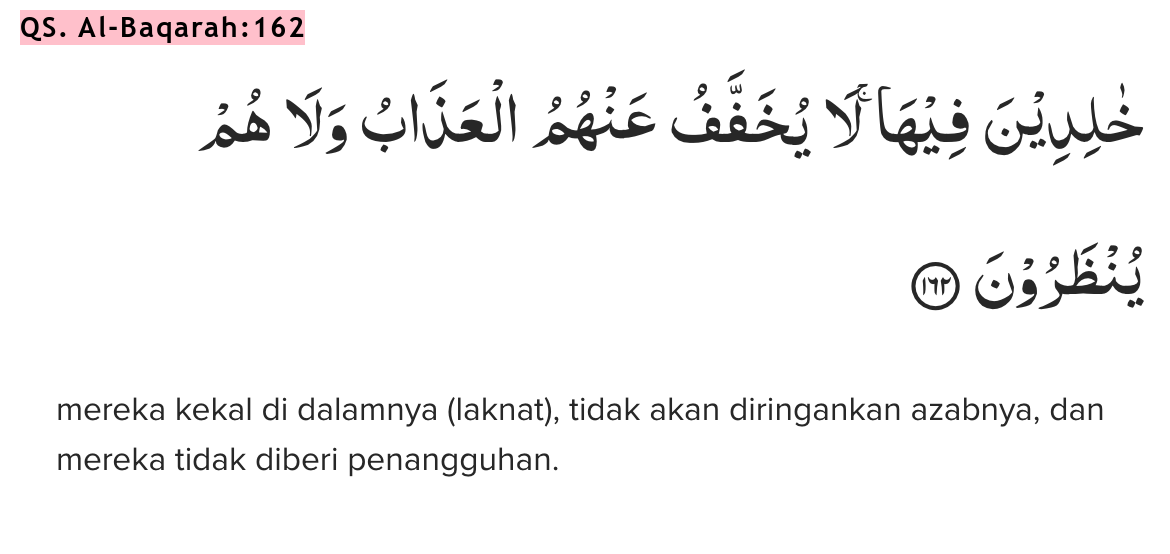 QS. Al-Baqarah:162
خٰلِدِيْنَ فِيْهَا ۚ لَا يُخَفَّفُ عَنْهُمُ الْعَذَابُ وَلَا هُمْ
يُنْظَرُوْنَ ١٦٢
mereka kekal di dalamnya (laknat), tidak akan diringankan azabnya, dan
mereka tidak diberi penangguhan.